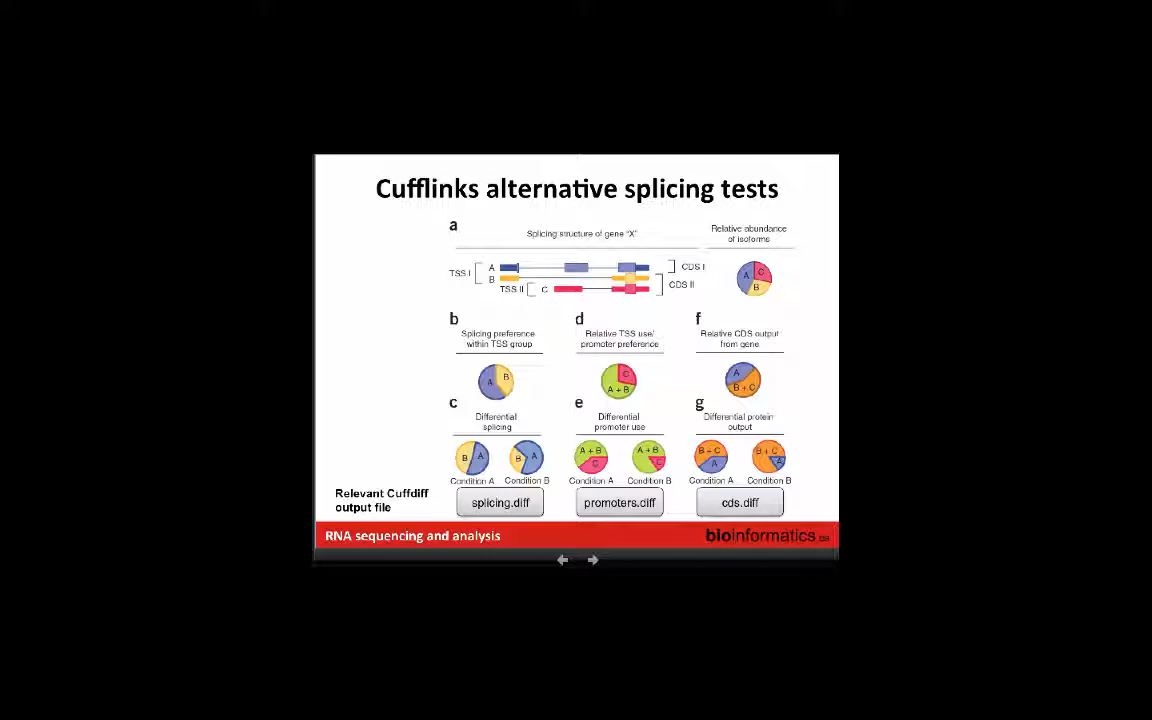 Cufflinks alternative splicing tests
a
Splicing structure of gene "X"
Relative abundance
of isoforms
TSS I
A
B
TSS II
C
CDS I
CDS II
A
C
B
b
Splicing preference
within TSS group
A
B
d
Relative TSS use/
promoter preference
C
A + B
f
Relative CDS output
from gene
A
B + C
c
Differential
splicing
B
A
Condition A
B
A
Condition B
e
Differential
promoter use
A + B
C
Condition A
A + B
C
Condition B
g
Differential protein
output
B + C
A
Condition A
B + C
A
Condition B
Relevant Cuffdiff
output file
splicing.diff
promoters.diff
cds.diff
RNA sequencing and analysis
bioinformatics.ca